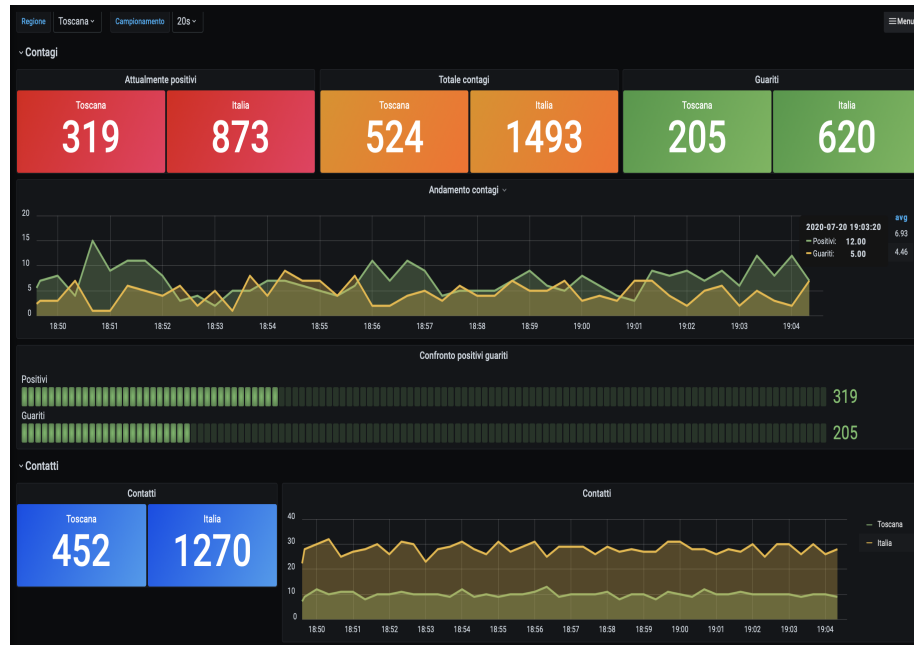 Regione Toscana Campionamento 20s Menu
Contagi
Attualmente positivi Totale contagi Guariti
Toscana Italia Toscana Italia Toscana Italia
319 873 524 1493 205 620
Andamento contagi
20
15
10
5
0
18:50 18:51 18:52 18:53 18:54 18:55 18:56 18:57 18:58 18:59 19:00 19:01 19:02 19:03 19:04
avg
2020-07-20 19:03:20 6.93
Positivi: 12.00
Guariti: 5.00 4.46
Confronto positivi guariti
Positivi
319
Guariti
205
Contatti
Contatti Contatti
Toscana Italia
452 1270
40
30
20
10
0
18:50 18:51 18:52 18:53 18:54 18:55 18:56 18:57 18:58 18:59 19:00 19:01 19:02 19:03 19:04
Toscana
Italia